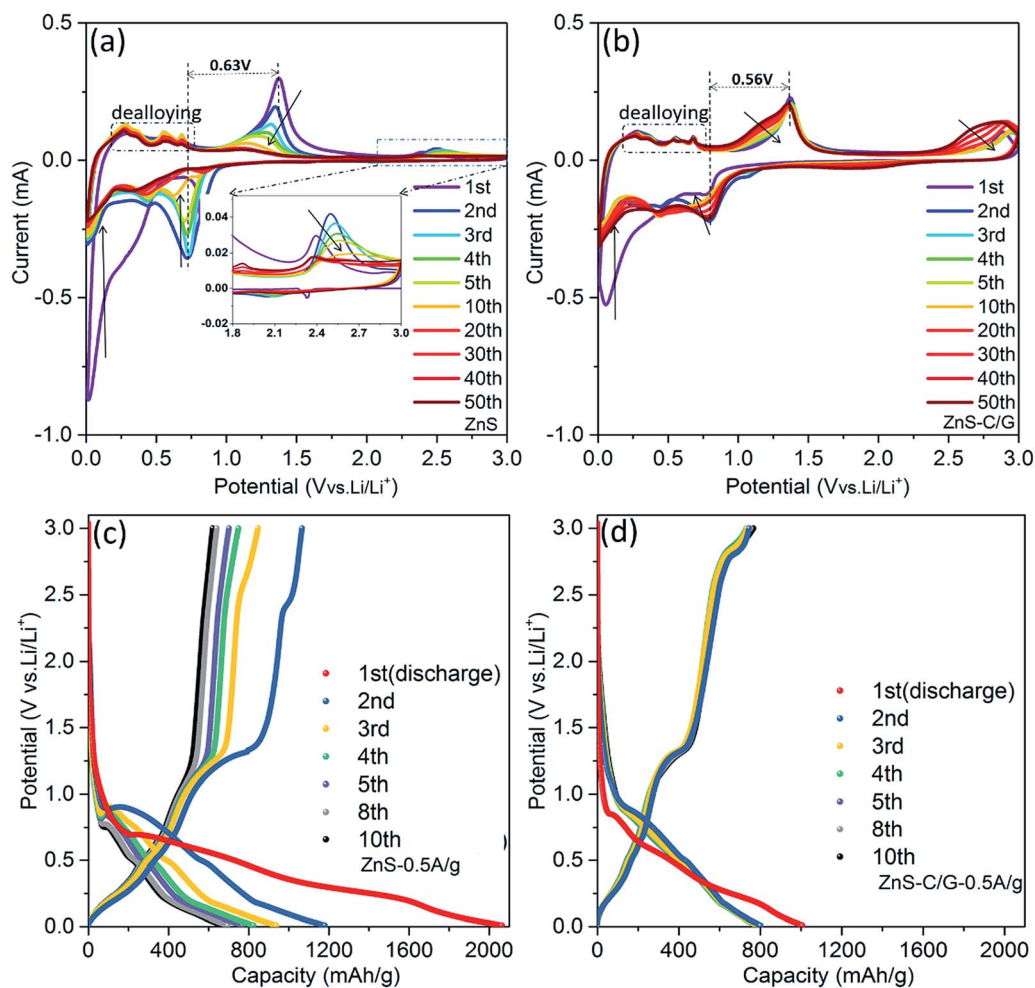 (a)
0.63V
dealloying
0.5
0.0
-0.5
-1.0
Current (mA)
0.04
0.02
0.00
-0.02
1.8 2.1 2.4 2.7 3.0
1st
2nd
3rd
4th
5th
10th
20th
30th
40th
50th
ZnS
0.0 0.5 1.0 1.5 2.0 2.5 3.0
Potential (Vvs.Li/Li⁺)
(b)
0.56V
dealloying
0.5
0.0
-0.5
-1.0
Current (mA)
1st
2nd
3rd
4th
5th
10th
20th
30th
40th
50th
ZnS-C/G
0.0 0.5 1.0 1.5 2.0 2.5 3.0
Potential (Vvs.Li/Li⁺)
(c)
3.0
2.5
2.0
1.5
1.0
0.5
0.0
Potential (V vs.Li/Li⁺)
1st(discharge)
2nd
3rd
4th
5th
8th
10th
ZnS-0.5A/g
0 400 800 1200 1600 2000
Capacity (mAh/g)
(d)
3.0
2.5
2.0
1.5
1.0
0.5
0.0
Potential (V vs.Li/Li⁺)
1st(discharge)
2nd
3rd
4th
5th
8th
10th
ZnS-C/G-0.5A/g
0 400 800 1200 1600 2000
Capacity (mAh/g)